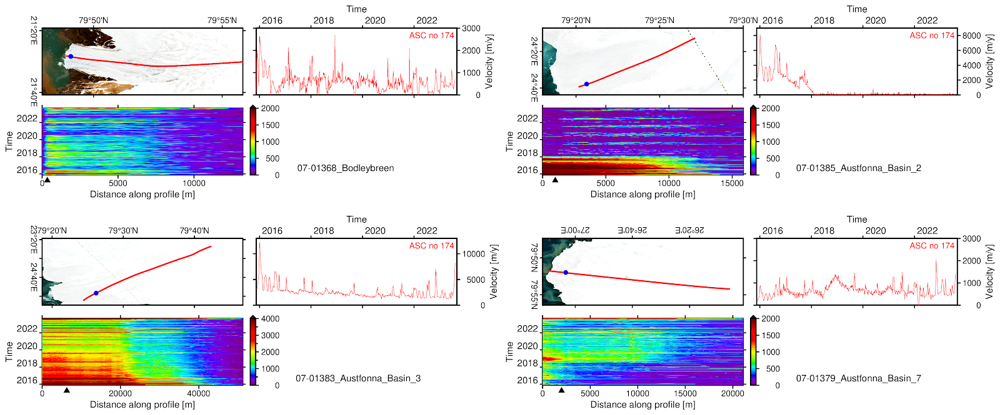 Time
Time
79°50'N 79°55'N 2016 2018 2020 2022
79°20'N 79°25'N 79°30'N 2016 2018 2020 2022
21°20'E
21°40'E
ASC no 174
3000
2000
1000
0
Velocity [m/y]
24°20'E
24°40'E
ASC no 174
8000
6000
4000
2000
0
Velocity [m/y]
Time
2022
2020
2018
2016
0 5000 10000
Distance along profile [m]
2000
1500
1000
500
0
07-01368_Bodleybreen
Time
2022
2020
2018
2016
0 5000 10000 15000
Distance along profile [m]
2000
1500
1000
500
0
07-01385_Austfonna_Basin_2
Time
Time
79°20'N 79°30'N 79°40'N 2016 2018 2020 2022
27°00'E 26°40'E 26°20'E 2016 2018 2020 2022
24°40'E
ASC no 174
10000
5000
0
Velocity [m/y]
79°50'N
79°55'N
ASC no 174
3000
2000
1000
0
Velocity [m/y]
Time
2022
2020
2018
2016
0 20000 40000
Distance along profile [m]
4000
3000
2000
1000
0
07-01383_Austfonna_Basin_3
Time
2022
2020
2018
2016
0 5000 10000 15000 20000
Distance along profile [m]
2000
1500
1000
500
0
07-01379_Austfonna_Basin_7